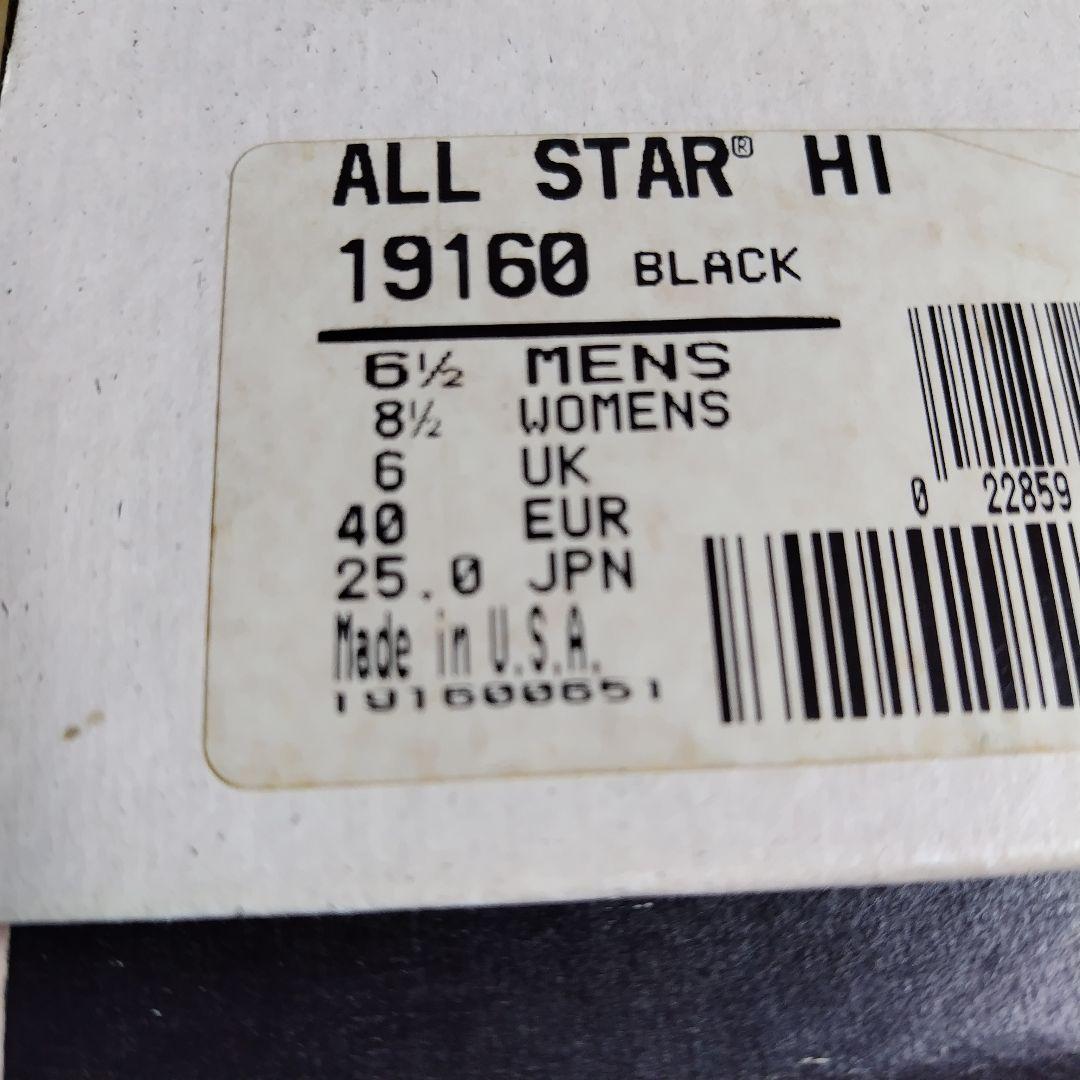 ALL STAR® HI
19160 BLACK
6½ MENS
8½ WOMENS
6 UK
40 EUR
25.0 JPN
Made in U.S.A.
191600651
0 22859